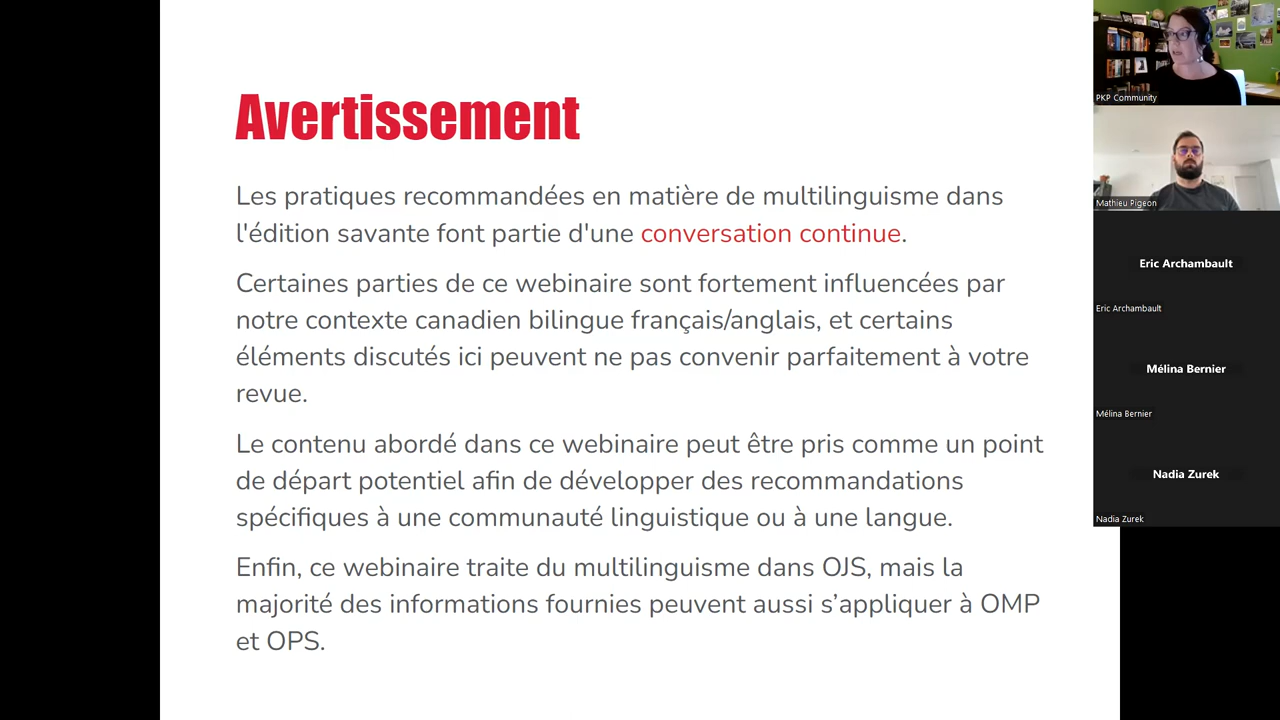 Avertissement
Les pratiques recommandées en matière de multilinguisme dans
l'édition savante font partie d'une conversation continue.
Certaines parties de ce webinaire sont fortement influencées par
notre contexte canadien bilingue français/anglais, et certains
éléments discutés ici peuvent ne pas convenir parfaitement à votre
revue.
Le contenu abordé dans ce webinaire peut être pris comme un point
de départ potentiel afin de développer des recommandations
spécifiques à une communauté linguistique ou à une langue.
Enfin, ce webinaire traite du multilinguisme dans OJS, mais la
majorité des informations fournies peuvent aussi s’appliquer à OMP
et OPS.
PKP Community
Mathieu Pigeon
Eric Archambault
Eric Archambault
Mélina Bernier
Mélina Bernier
Nadia Zurek
Nadia Zurek